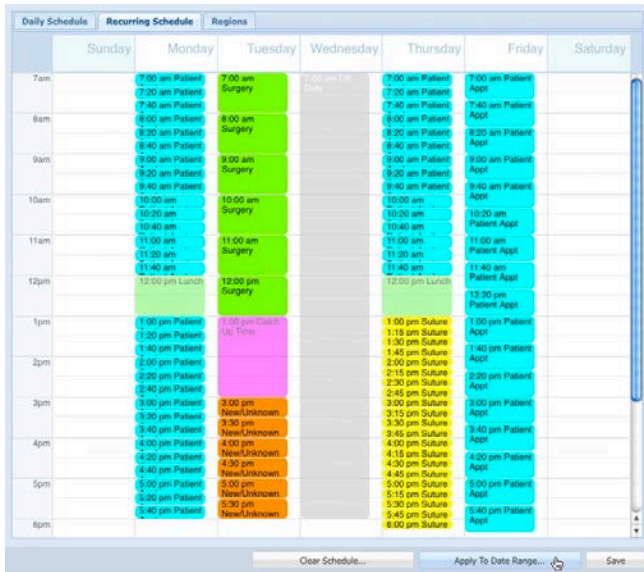 Daily Schedule Recurring Schedule Regions
Sunday Monday Tuesday Wednesday Thursday Friday Saturday
7am
8am
9am
10am
11am
12pm
1pm
2pm
3pm
4pm
5pm
6pm
7:00 am Patient
7:20 am Patient
7:40 am Patient
8:00 am Patient
8:20 am Patient
8:40 am Patient
9:00 am Patient
9:20 am Patient
9:40 am Patient
10:00 am
10:20 am
10:40 am
11:00 am
11:20 am
11:40 am
12:00 pm Lunch
1:00 pm Patient
1:20 pm Patient
1:40 pm Patient
2:00 pm Patient
2:20 pm Patient
2:40 pm Patient
3:00 pm Patient
3:20 pm Patient
3:40 pm Patient
4:00 pm Patient
4:20 pm Patient
4:40 pm Patient
5:00 pm Patient
5:20 pm Patient
5:40 pm Patient
7:00 am
Surgery
8:00 am
Surgery
9:00 am
Surgery
10:00 am
Surgery
11:00 am
Surgery
12:00 pm
Surgery
1:00 pm Catch
Up Time
3:00 pm
New/Unknown
3:30 pm
New/Unknown
4:00 pm
New/Unknown
4:30 pm
New/Unknown
5:00 pm
New/Unknown
5:30 pm
New/Unknown
7:00 am Off
Duty
7:00 am Patient
7:20 am Patient
7:40 am Patient
8:00 am Patient
8:20 am Patient
8:40 am Patient
9:00 am Patient
9:20 am Patient
9:40 am Patient
10:00 am
10:20 am
10:40 am
11:00 am
11:20 am
11:40 am
12:00 pm Lunch
1:00 pm Suture
1:15 pm Suture
1:30 pm Suture
1:45 pm Suture
2:00 pm Suture
2:15 pm Suture
2:30 pm Suture
2:45 pm Suture
3:00 pm Suture
3:15 pm Suture
3:30 pm Suture
3:45 pm Suture
4:00 pm Suture
4:15 pm Suture
4:30 pm Suture
4:45 pm Suture
5:00 pm Suture
5:15 pm Suture
5:30 pm Suture
5:45 pm Suture
6:00 pm Suture
7:00 am Patient
Appt
7:40 am Patient
Appt
8:20 am Patient
Appt
9:00 am Patient
Appt
9:40 am Patient
Appt
10:20 am
Patient Appt
11:00 am
Patient Appt
11:40 am
Patient Appt
12:20 pm
Patient Appt
1:00 pm Patient
Appt
1:40 pm Patient
Appt
2:20 pm Patient
Appt
3:00 pm Patient
Appt
3:40 pm Patient
Appt
4:20 pm Patient
Appt
5:00 pm Patient
Appt
5:40 pm Patient
Appt
Clear Schedule... Apply To Date Range... Save